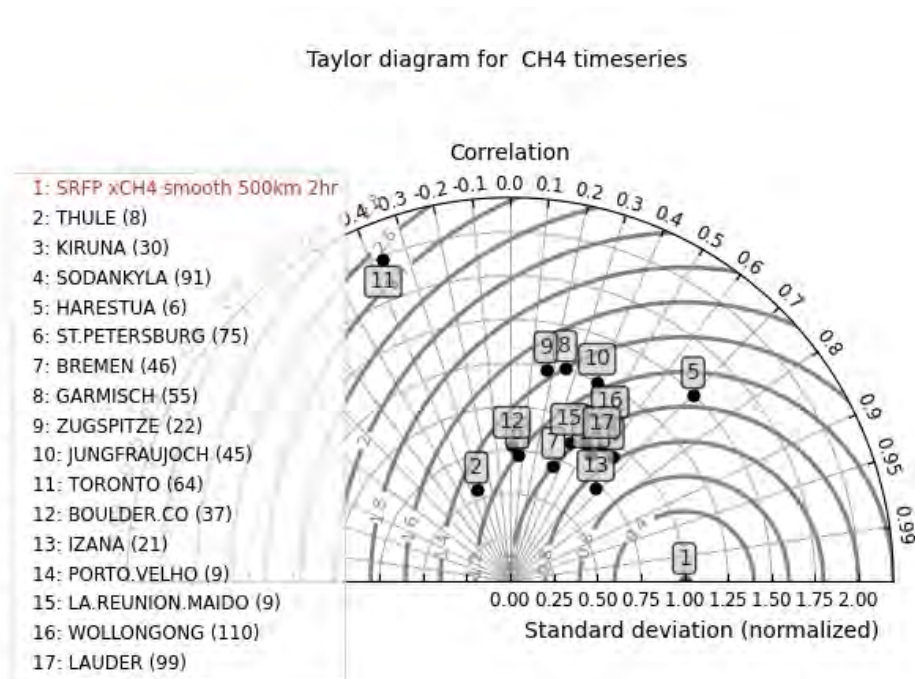 Taylor diagram for CH4 timeseries
Correlation
-0.3 -0.2 -0.1 0.0 0.1 0.2 0.3 0.4 0.5 0.6 0.7 0.8 0.9 0.95 0.99
1: SRFP xCH4 smooth 500km 2hr
2: THULE (8)
3: KIRUNA (30)
4: SODANKYLA (91)
5: HARESTUA (6)
6: ST.PETERSBURG (75)
7: BREMEN (46)
8: GARMISCH (55)
9: ZUGSPITZE (22)
10: JUNGFRAUJOCH (45)
11: TORONTO (64)
12: BOULDER.CO (37)
13: IZANA (21)
14: PORTO.VELHO (9)
15: LA.REUNION.MAIDO (9)
16: WOLLONGONG (110)
17: LAUDER (99)
11
9 8 10
5
16
12 15 17
7
2 13
1
0.00 0.25 0.50 0.75 1.00 1.25 1.50 1.75 2.00
Standard deviation (normalized)